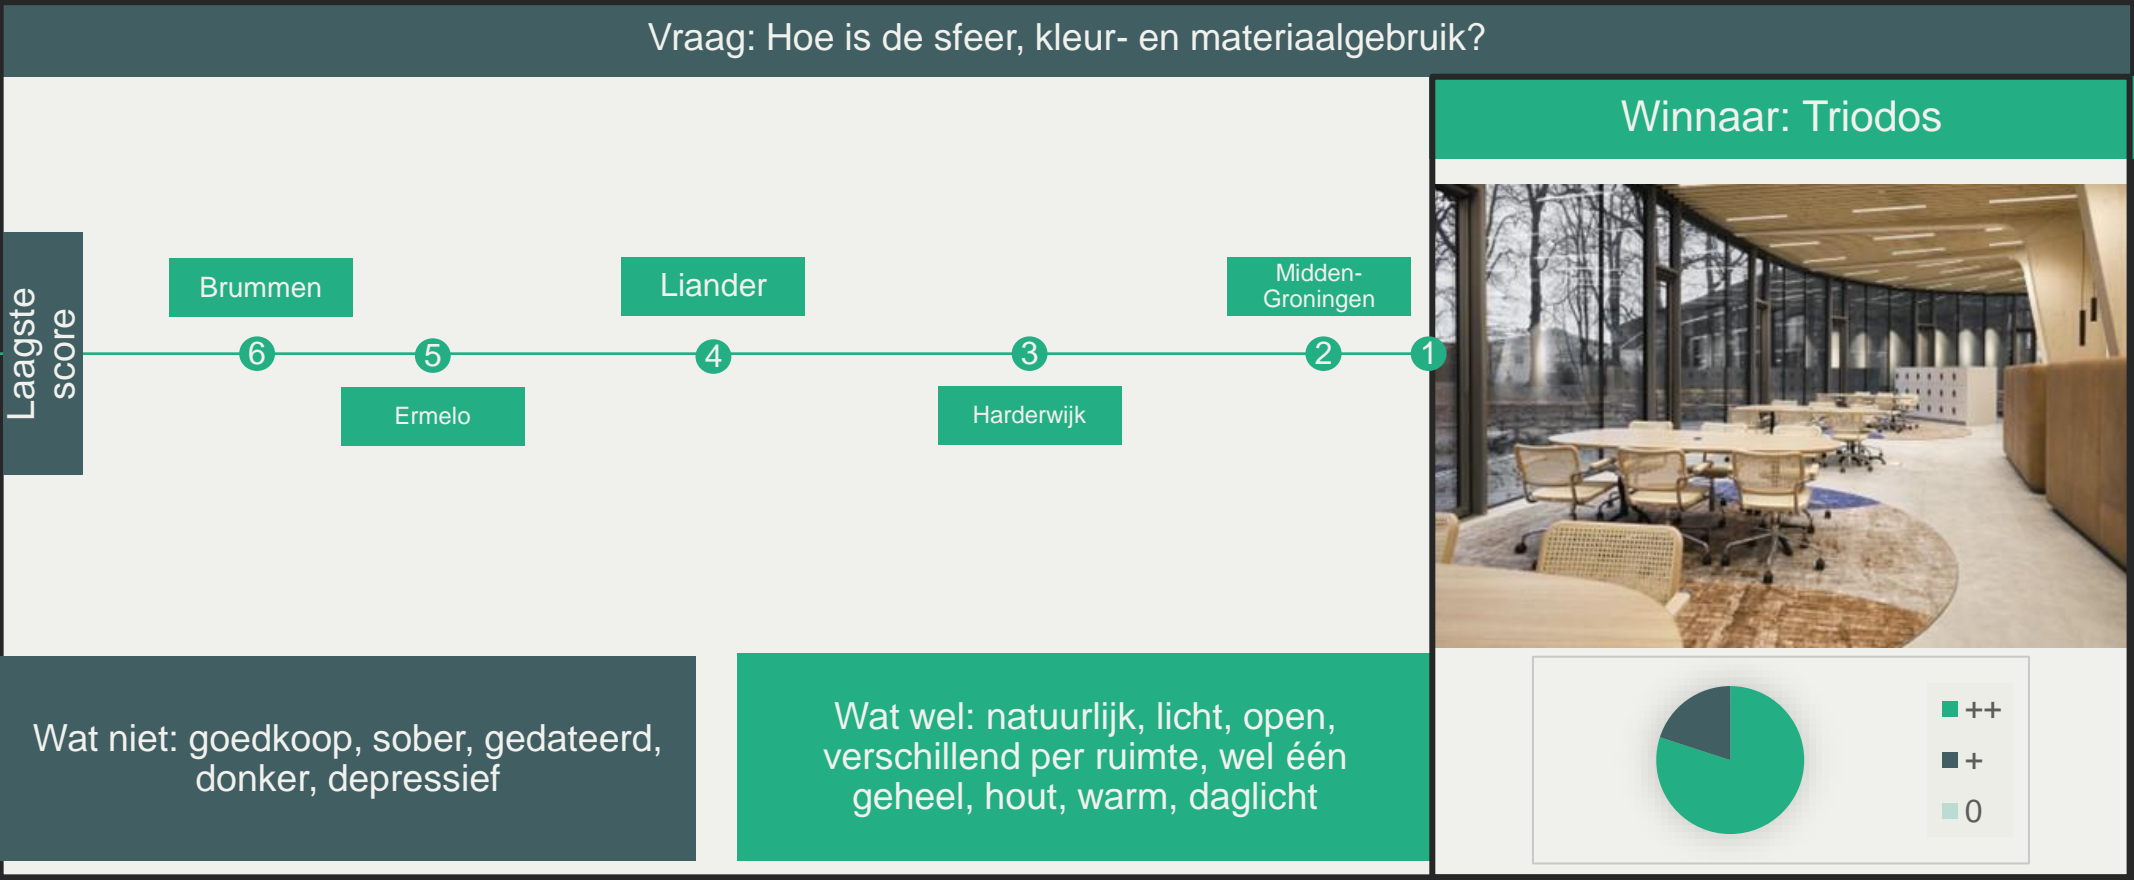 Vraag: Hoe is de sfeer, kleur- en materiaalgebruik?
Winnaar: Triodos
Laagste
score
Brummen
Liander
Midden-
Groningen
6
5
4
3
2
1
Ermelo
Harderwijk
Wat niet: goedkoop, sober, gedateerd,
donker, depressief
Wat wel: natuurlijk, licht, open,
verschillend per ruimte, wel één
geheel, hout, warm, daglicht
++
+
0